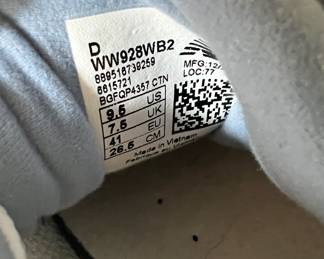 D
WW928WB2
889516739259
6615721
BGFQP4357 CTN
MFG:12/
LOC:77
9.5 US
7.5 UK
41 EU
26.5 CM
Made in Vietnam